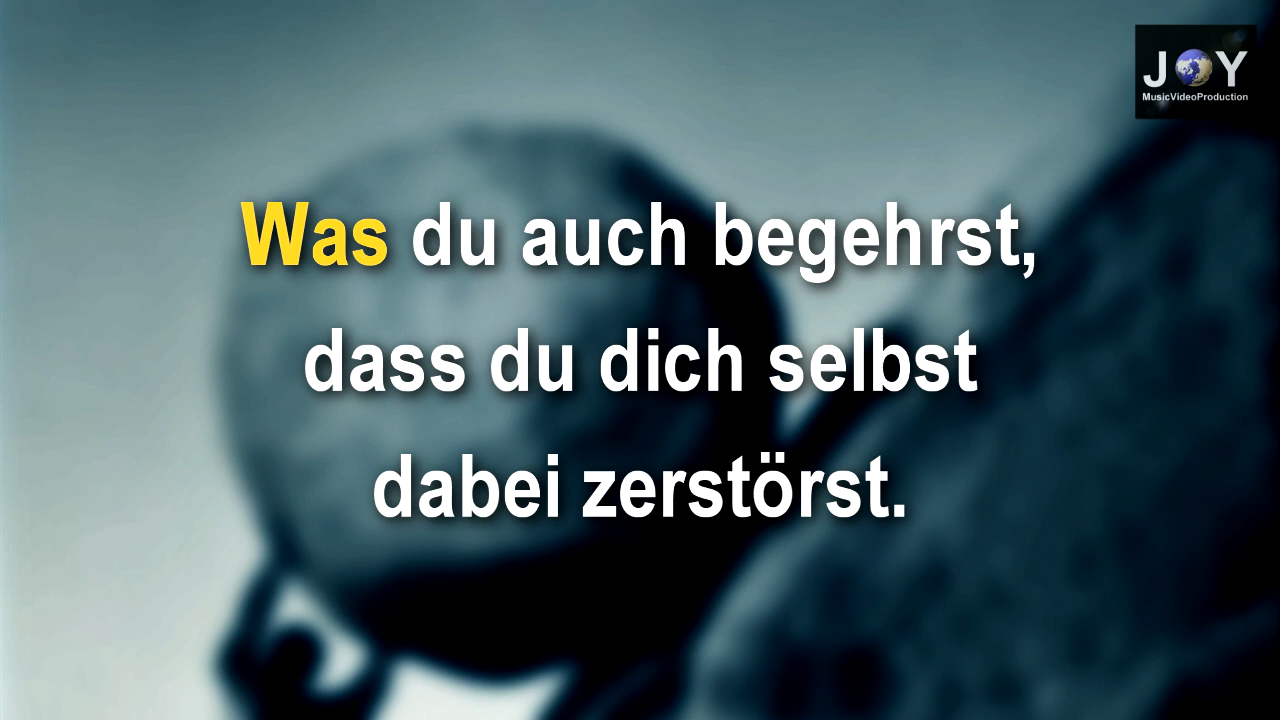 JOY
MusicVideoProduction
Was du auch begehrst,
dass du dich selbst
dabei zerstörst.